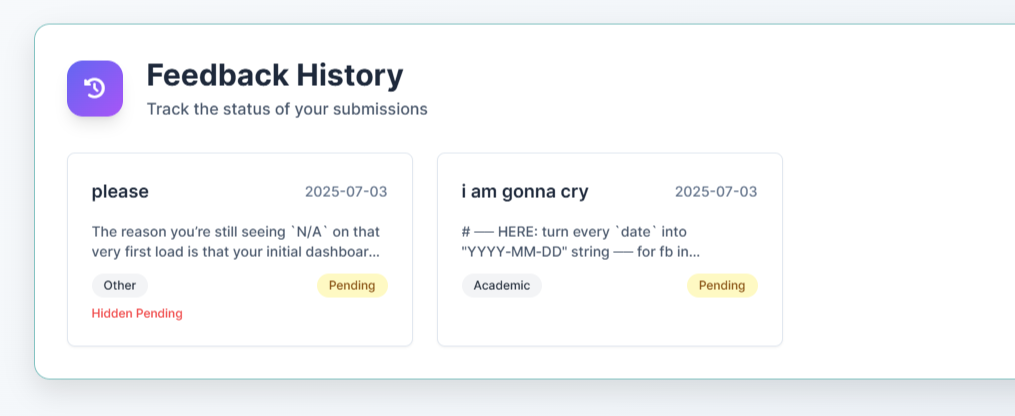 Feedback History
Track the status of your submissions
please
2025-07-03
The reason you’re still seeing `N/A` on that
very first load is that your initial dashboar...
Other
Pending
Hidden Pending
i am gonna cry
2025-07-03
# ── HERE: turn every `date` into
"YYYY-MM-DD" string ── for fb in...
Academic
Pending